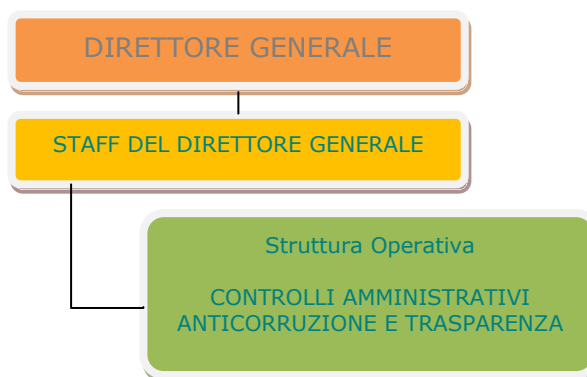 DIRETTORE GENERALE
STAFF DEL DIRETTORE GENERALE
Struttura Operativa
CONTROLLI AMMINISTRATIVI
ANTICORRUZIONE E TRASPARENZA